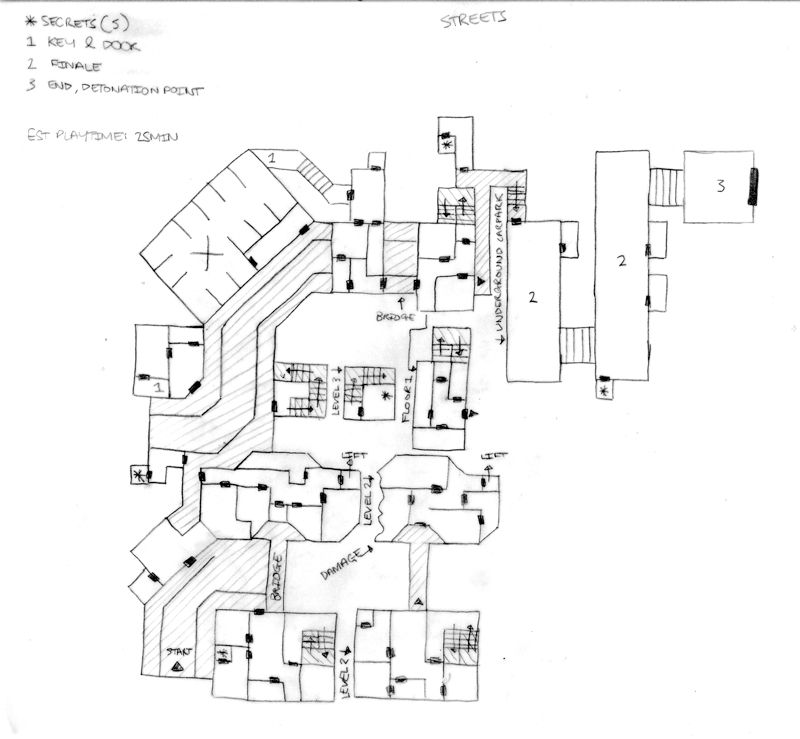 * SECRETS(S)
1 KEY & DOOR
2 FINALE
3 END, DETONATION POINT
EST PLAYTIME: 25MIN
STREETS
*
1
3
UNDERGROUND CARPARK
2
2
BRIDGE
1
LEVEL 3
*
FLOOR 1
*
*
LIFT
LIFT
LEVEL 2
DAMAGE
BRIDGE
START
*
LEVEL 2